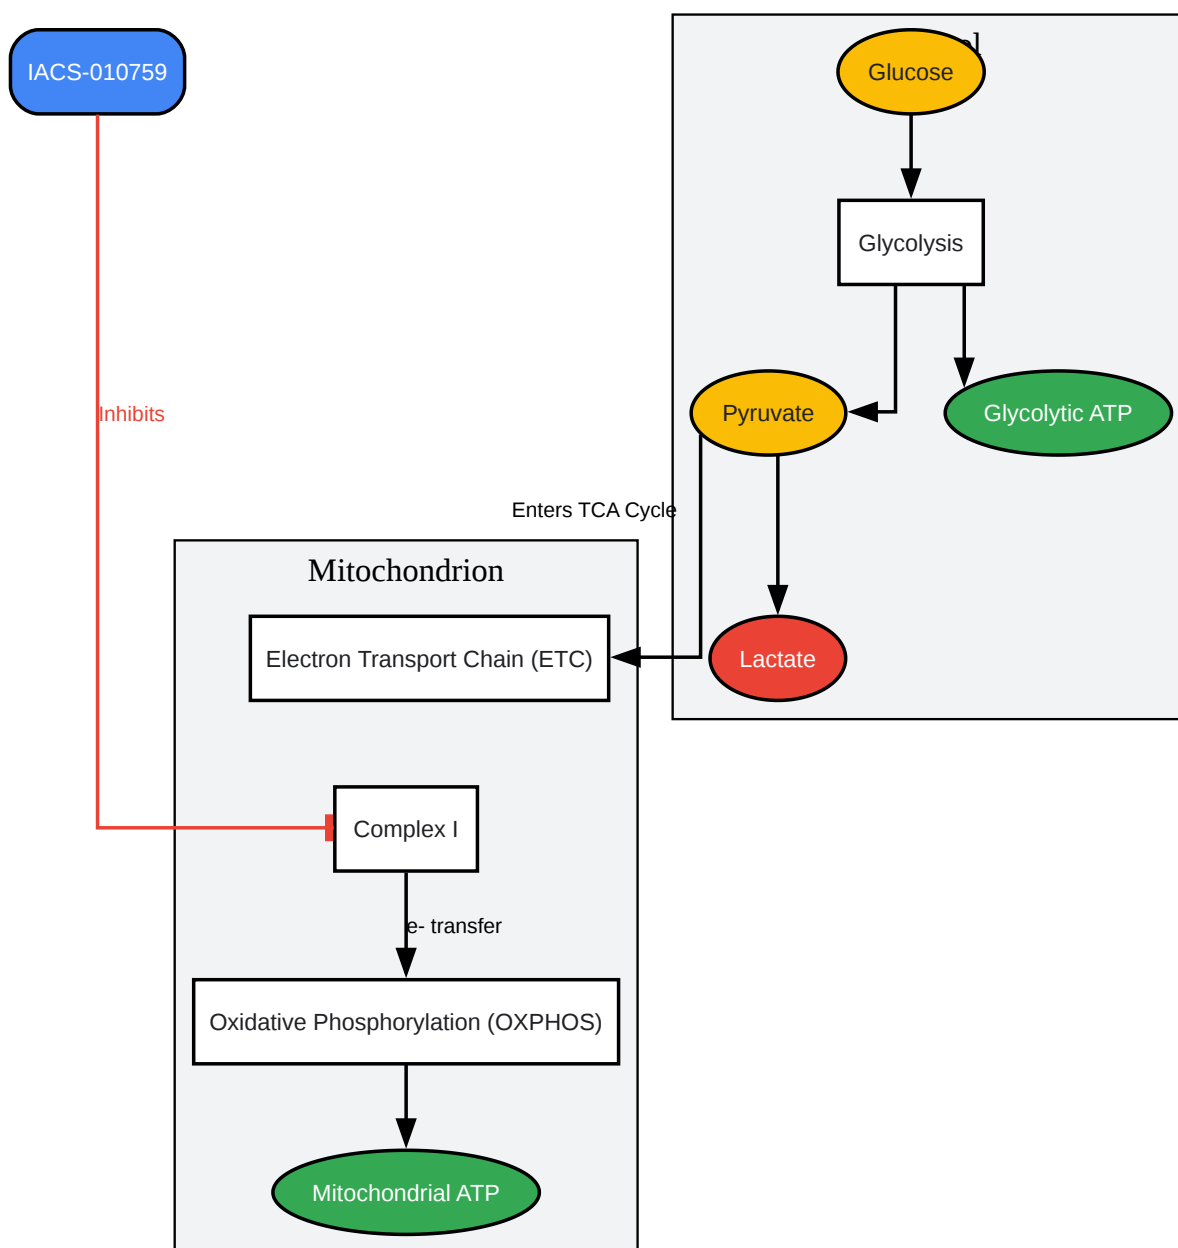 IACS-010759
Glucose
Glycolysis
Inhibits
Pyruvate
Glycolytic ATP
Enters TCA Cycle
Mitochondrion
Electron Transport Chain (ETC)
Lactate
Complex I
e- transfer
Oxidative Phosphorylation (OXPHOS)
Mitochondrial ATP